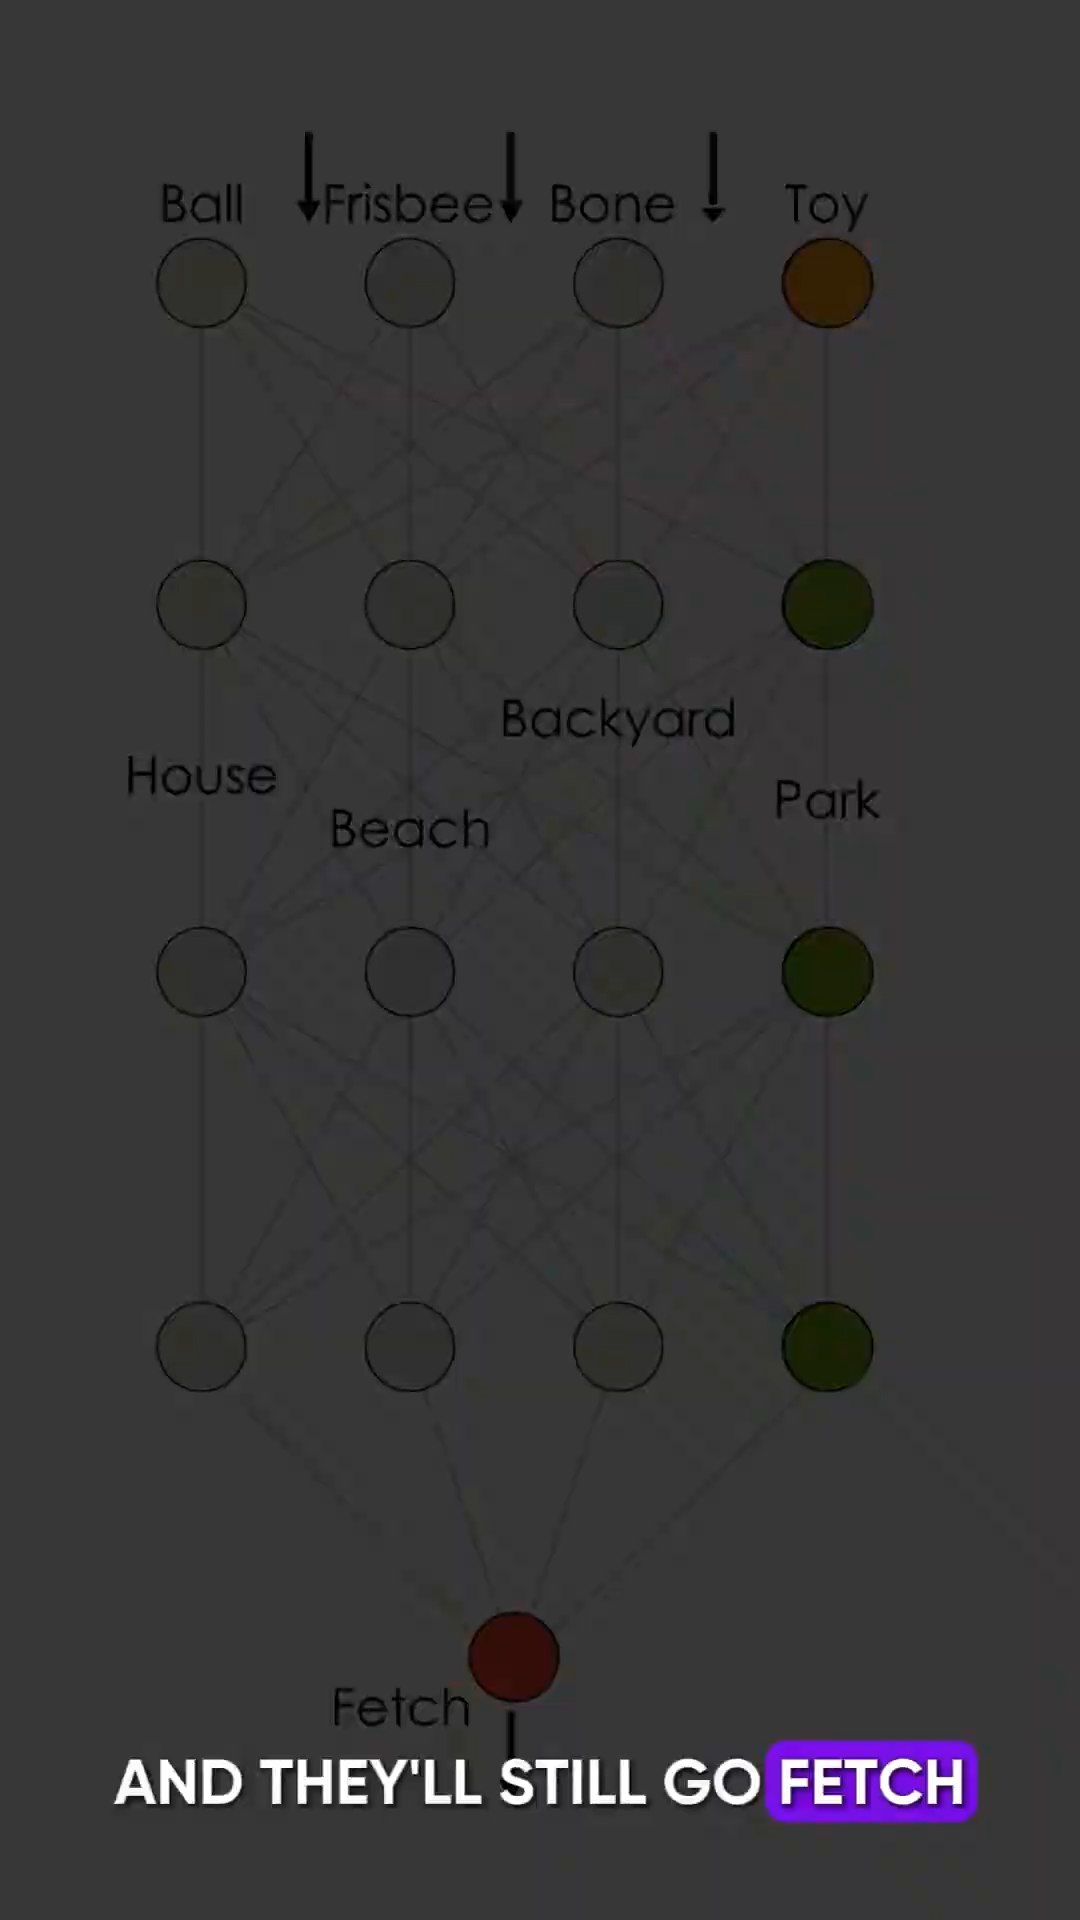 Ball Frisbee Bone Toy
Backyard
House
Park
Beach
Fetch
AND THEY'LL STILL GO FETCH